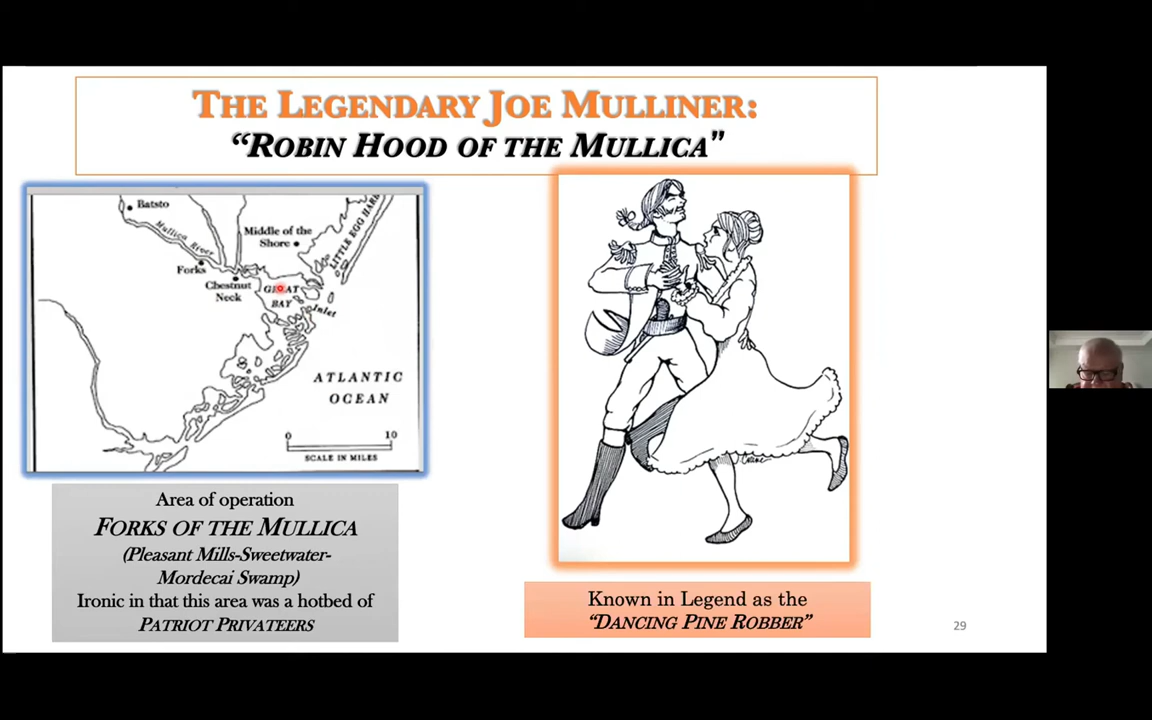 THE LEGENDARY JOE MULLINER:
“ROBIN HOOD OF THE MULLICA"
Batsto
Mullica River
Middle of the
Shore
LITTLE EGG HAR
Forks
Chestnut
Neck
GREAT
BAY
Inlet
ATLANTIC
OCEAN
0 10
SCALE IN MILES
Area of operation
FORKS OF THE MULLICA
(Pleasant Mills-Sweetwater-
Mordecai Swamp)
Ironic in that this area was a hotbed of
PATRIOT PRIVATEERS
Crane
Known in Legend as the
“DANCING PINE ROBBER”
29